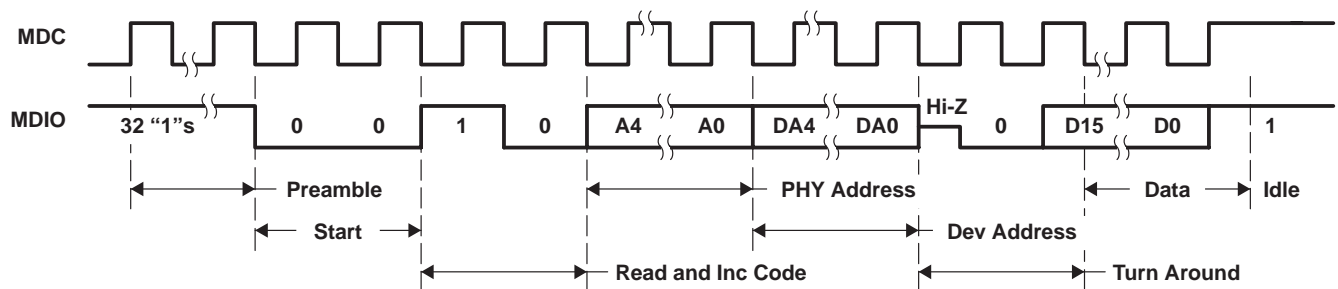 MDC
Hi-Z
MDIO
32 “1”s 0 0 1 0 A4 A0 DA4 DA0 0 D15 D0 1
Preamble PHY Address Data Idle
Start Dev Address
Read and Inc Code Turn Around